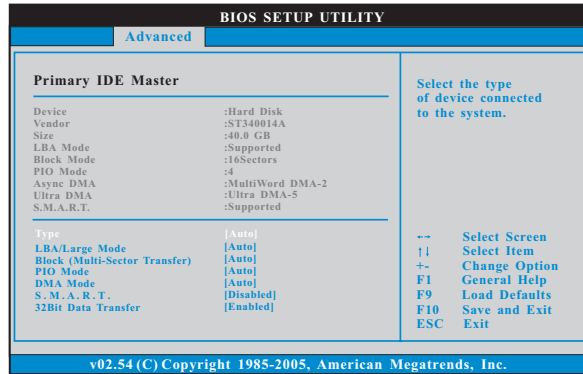 BIOS SETUP UTILITY
Advanced
Primary IDE Master
Device :Hard Disk
Vendor :ST340014A
Size :40.0 GB
LBA Mode :Supported
Block Mode :16Sectors
PIO Mode :4
Async DMA :MultiWord DMA-2
Ultra DMA :Ultra DMA-5
S.M.A.R.T. :Supported
Type [Auto]
LBA/Large Mode [Auto]
Block (Multi-Sector Transfer) [Auto]
PIO Mode [Auto]
DMA Mode [Auto]
S.M.A.R.T. [Disabled]
32Bit Data Transfer [Enabled]
Select the type
of device connected
to the system.
←→ Select Screen
↑↓ Select Item
+- Change Option
F1 General Help
F9 Load Defaults
F10 Save and Exit
ESC Exit
v02.54 (C) Copyright 1985-2005, American Megatrends, Inc.